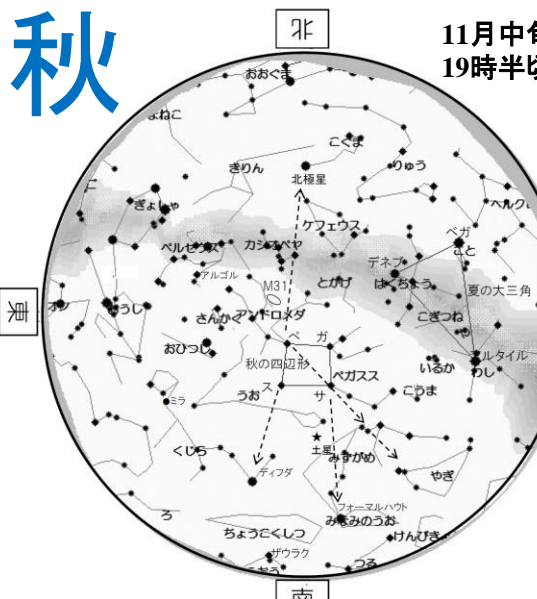 秋
11月中旬
19時半頃
北
おおぐま
まねこ
こぐま
きりん
りゅう
北極星
ぎょしゃ
ヘルク
ケフェウス
ベガ
ペルセウス
カシオペヤ
こと
デネブ
アルゴル
M31
とかげ
はくちょう
夏の大三角
東
オ
おうし
さんかく
アンドロメダ
こぎつね
や
ペ
ガ
アルタイル
おひつじ
秋の四辺形
いるか
わし
ペガスス
うお
ス
サ
こうま
ミラ
土星
くじら
みずがめ
ディフダ
やぎ
フォーマルハウト
ろ
みなみのうお
ちょうこくしつ
けんびき
ザウラク
つる
南